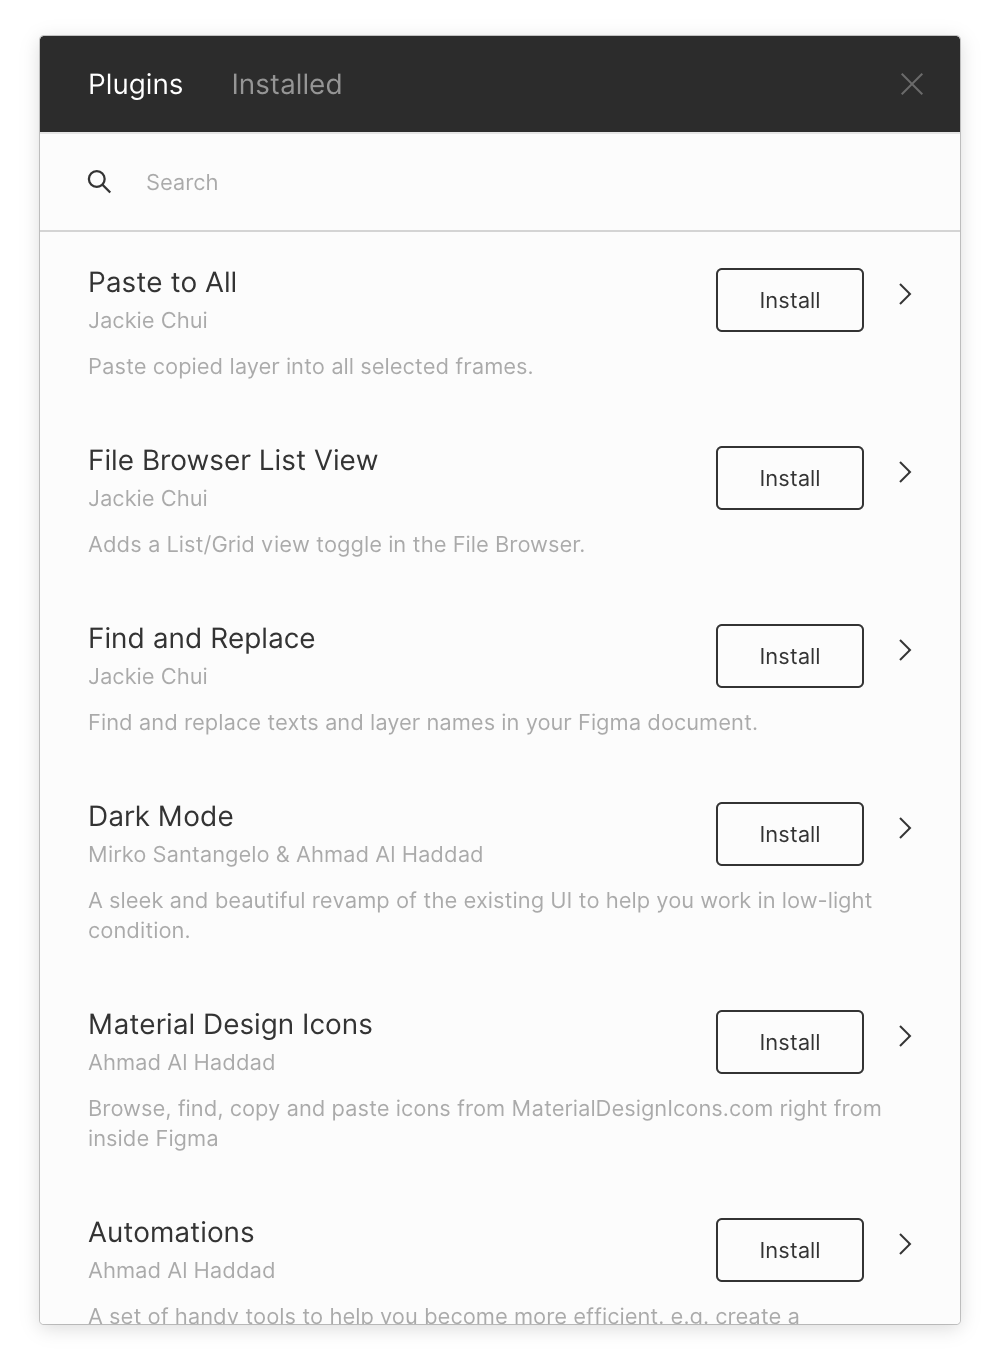 Plugins Installed
Search
Paste to All
Install
Jackie Chui
Paste copied layer into all selected frames.
File Browser List View
Install
Jackie Chui
Adds a List/Grid view toggle in the File Browser.
Find and Replace
Install
Jackie Chui
Find and replace texts and layer names in your Figma document.
Dark Mode
Install
Mirko Santangelo & Ahmad Al Haddad
A sleek and beautiful revamp of the existing UI to help you work in low-light
condition.
Material Design Icons
Install
Ahmad Al Haddad
Browse, find, copy and paste icons from MaterialDesignIcons.com right from
inside Figma
Automations
Install
Ahmad Al Haddad
A set of handy tools to help you become more efficient. e.g. create a